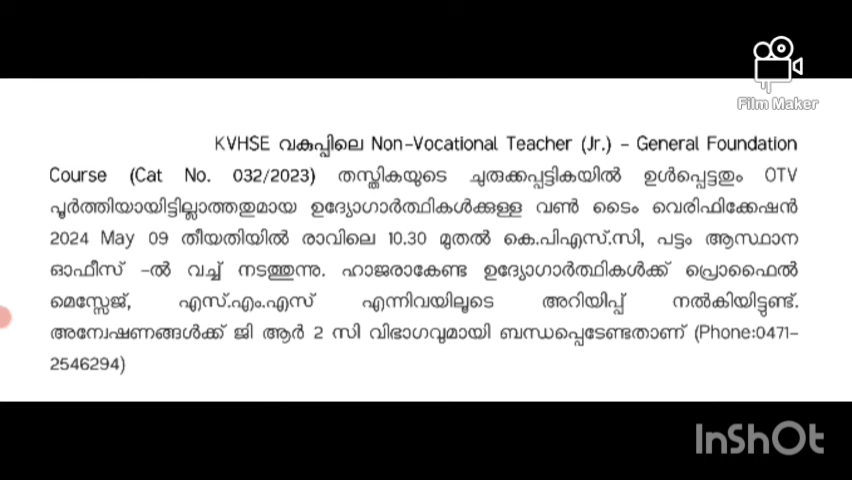 Film Maker
KVHSE വകുപ്പിലെ Non-Vocational Teacher (Jr.) - General Foundation
Course (Cat No. 032/2023) തസ്തികയുടെ ചുരുക്കപ്പട്ടികയിൽ ഉൾപ്പെട്ടതും OTV
പൂർത്തിയായിട്ടില്ലാത്തതുമായ ഉദ്യോഗാർത്ഥികൾക്കുള്ള വൺ ടൈം വെരിഫിക്കേഷൻ
2024 May 09 തീയതിയിൽ രാവിലെ 10.30 മുതൽ കെ.പിഎസ്.സി, പട്ടം ആസ്ഥാന
ഓഫീസ് -ൽ വച്ച് നടത്തുന്നു. ഹാജരാകേണ്ട ഉദ്യോഗാർത്ഥികൾക്ക് പ്രൊഫൈൽ
മെസ്സേജ്, എസ്.എം.എസ് എന്നിവയിലൂടെ അറിയിപ്പ് നൽകിയിട്ടുണ്ട്.
അന്വേഷണങ്ങൾക്ക് ജി ആർ 2 സി വിഭാഗവുമായി ബന്ധപ്പെടേണ്ടതാണ് (Phone:0471-
2546294)
InShOt